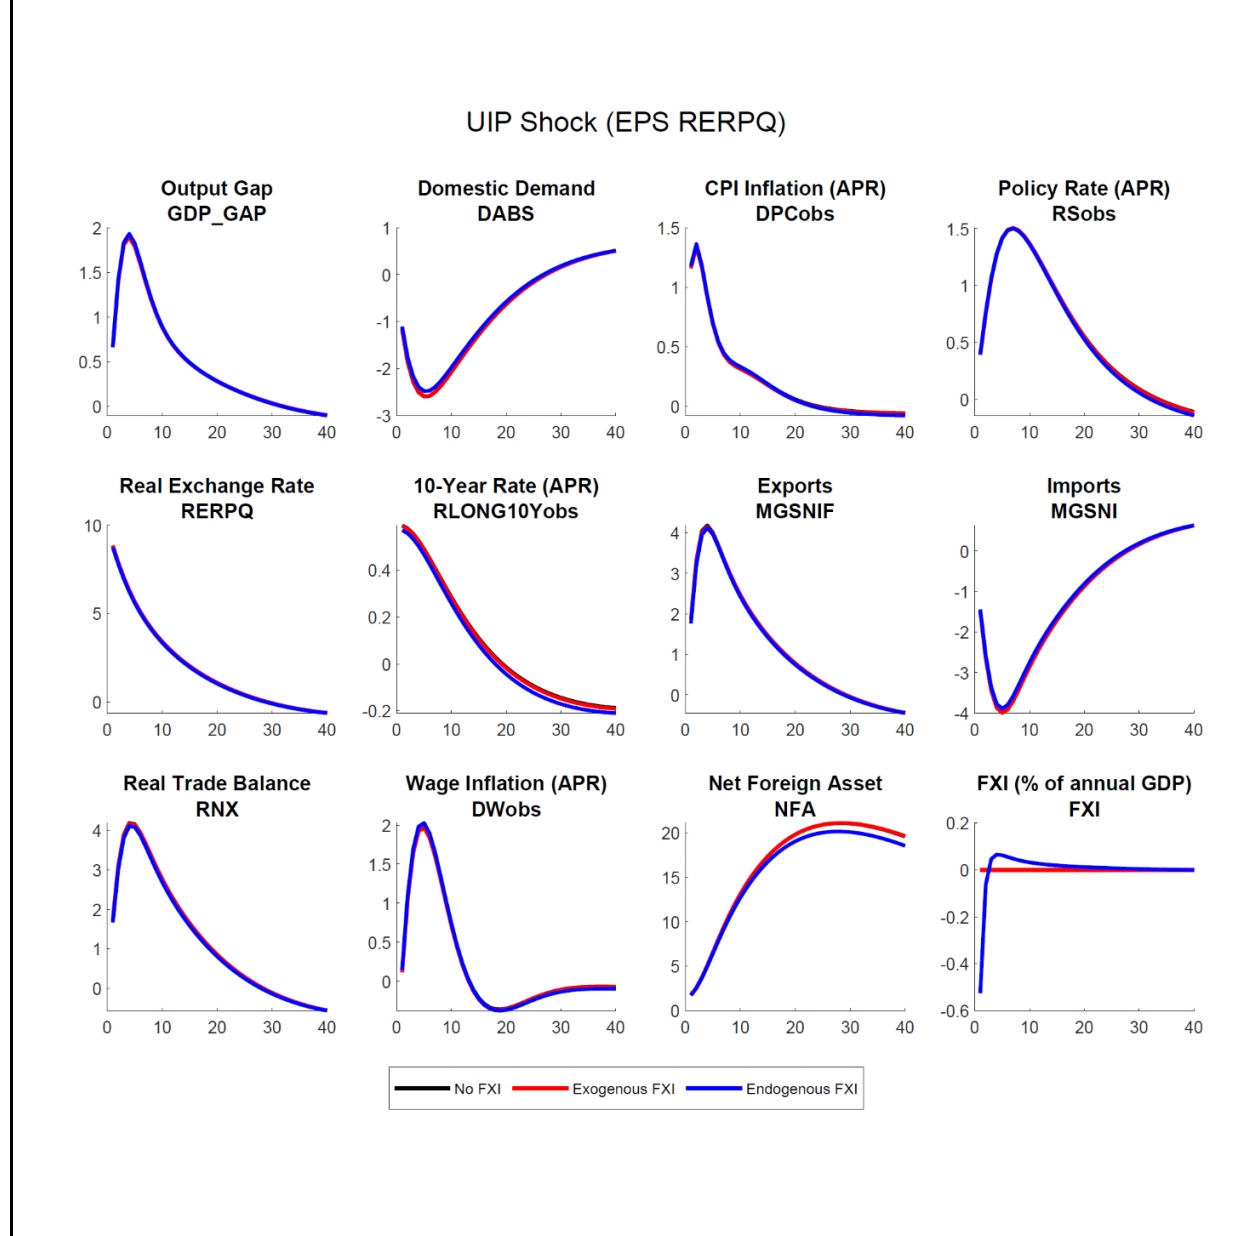 UIP Shock (EPS RERPQ)
Output Gap
GDP_GAP
2
1.5
1
0.5
0
0 10 20 30 40
Domestic Demand
DABS
1
0
-1
-2
-3
0 10 20 30 40
CPI Inflation (APR)
DPCobs
1.5
1
0.5
0
0 10 20 30 40
Policy Rate (APR)
RSobs
1.5
1
0.5
0
0 10 20 30 40
Real Exchange Rate
RERPQ
10
5
0
0 10 20 30 40
10-Year Rate (APR)
RLONG10Yobs
0.4
0.2
0
-0.2
0 10 20 30 40
Exports
MGSNIF
4
3
2
1
0
0 10 20 30 40
Imports
MGSNI
0
-1
-2
-3
-4
0 10 20 30 40
Real Trade Balance
RNX
4
3
2
1
0
0 10 20 30 40
Wage Inflation (APR)
DWobs
2
1.5
1
0.5
0
0 10 20 30 40
Net Foreign Asset
NFA
20
15
10
5
0
0 10 20 30 40
FXI (% of annual GDP)
FXI
0.2
0
-0.2
-0.4
-0.6
0 10 20 30 40
No FXI Exogenous FXI Endogenous FXI